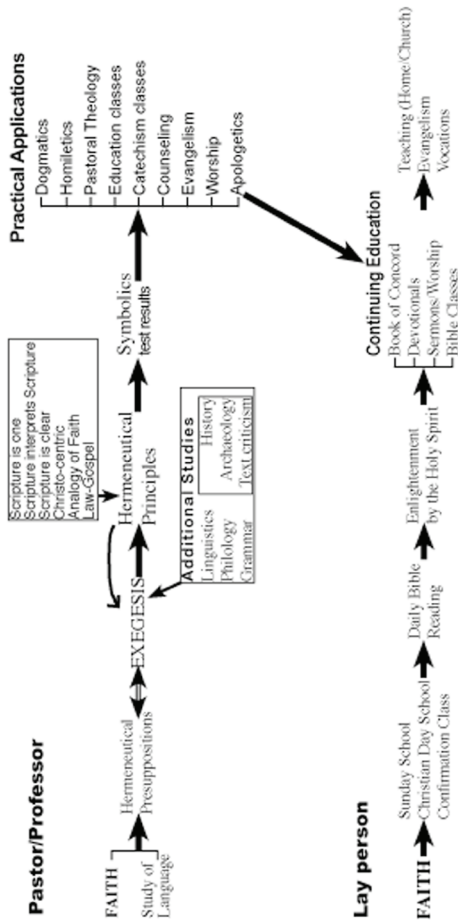 Pastor/Professor
FAITH
Study of
Language
Hermeneutical
Presuppositions
EXEGESIS
Scripture is one
Scripture interprets Scripture
Scripture is clear
Christo-centric
Analogy of Faith
Law-Gospel
Hermeneutical
Principles
Additional Studies
Linguistics
Philology
Grammar
History
Archaeology
Text criticism
Symbolics
test results
Practical Applications
Dogmatics
Homiletics
Pastoral Theology
Education classes
Catechism classes
Counseling
Evangelism
Worship
Apologetics
Lay person
FAITH
Sunday School
Christian Day School
Confirmation Class
Daily Bible
Reading
Enlightenment
by the Holy Spirit
Continuing Education
Book of Concord
Devotionals
Sermons/Worship
Bible Classes
Teaching (Home/Church)
Evangelism
Vocations